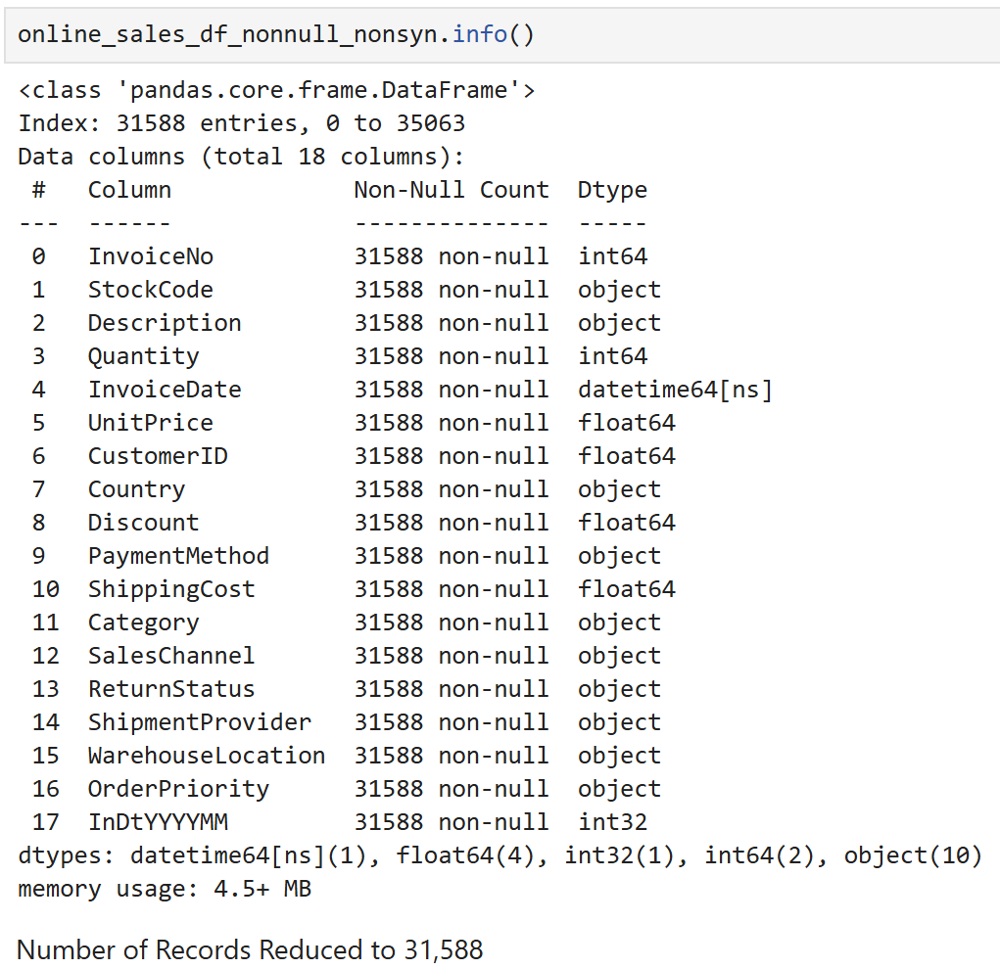 online_sales_df_nonnull_nonsyn.info()
<class 'pandas.core.frame.DataFrame'>
Index: 31588 entries, 0 to 35063
Data columns (total 18 columns):
 #   Column             Non-Null Count  Dtype
---  ------             --------------  -----
 0   InvoiceNo          31588 non-null  int64
 1   StockCode          31588 non-null  object
 2   Description        31588 non-null  object
 3   Quantity           31588 non-null  int64
 4   InvoiceDate        31588 non-null  datetime64[ns]
 5   UnitPrice          31588 non-null  float64
 6   CustomerID         31588 non-null  float64
 7   Country            31588 non-null  object
 8   Discount           31588 non-null  float64
 9   PaymentMethod      31588 non-null  object
 10  ShippingCost       31588 non-null  float64
 11  Category           31588 non-null  object
 12  SalesChannel       31588 non-null  object
 13  ReturnStatus       31588 non-null  object
 14  ShipmentProvider   31588 non-null  object
 15  WarehouseLocation  31588 non-null  object
 16  OrderPriority      31588 non-null  object
 17  InDtYYYYMM         31588 non-null  int32
dtypes: datetime64[ns](1), float64(4), int32(1), int64(2), object(10)
memory usage: 4.5+ MB
Number of Records Reduced to 31,588